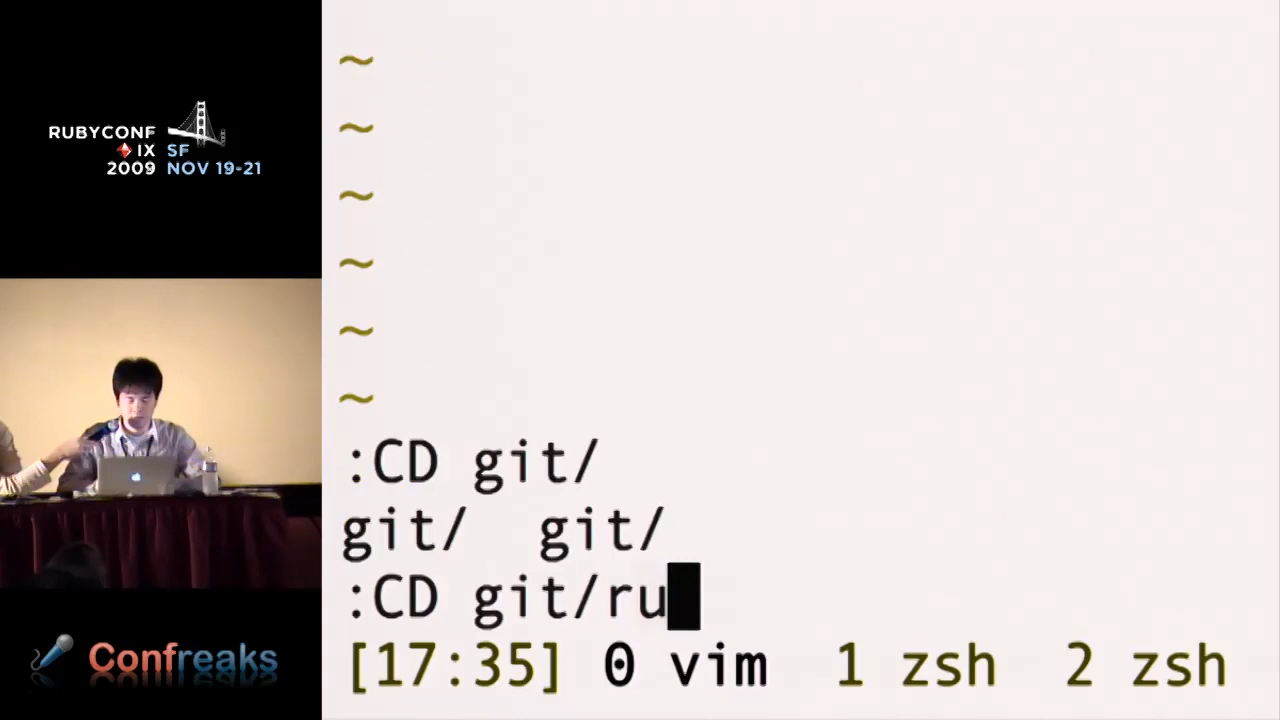 RUBYCONF
IX SF
2009 NOV 19-21
~
~
~
~
~
~
:CD git/
git/ git/
:CD git/ru
[17:35] 0 vim 1 zsh 2 zsh
Confreaks